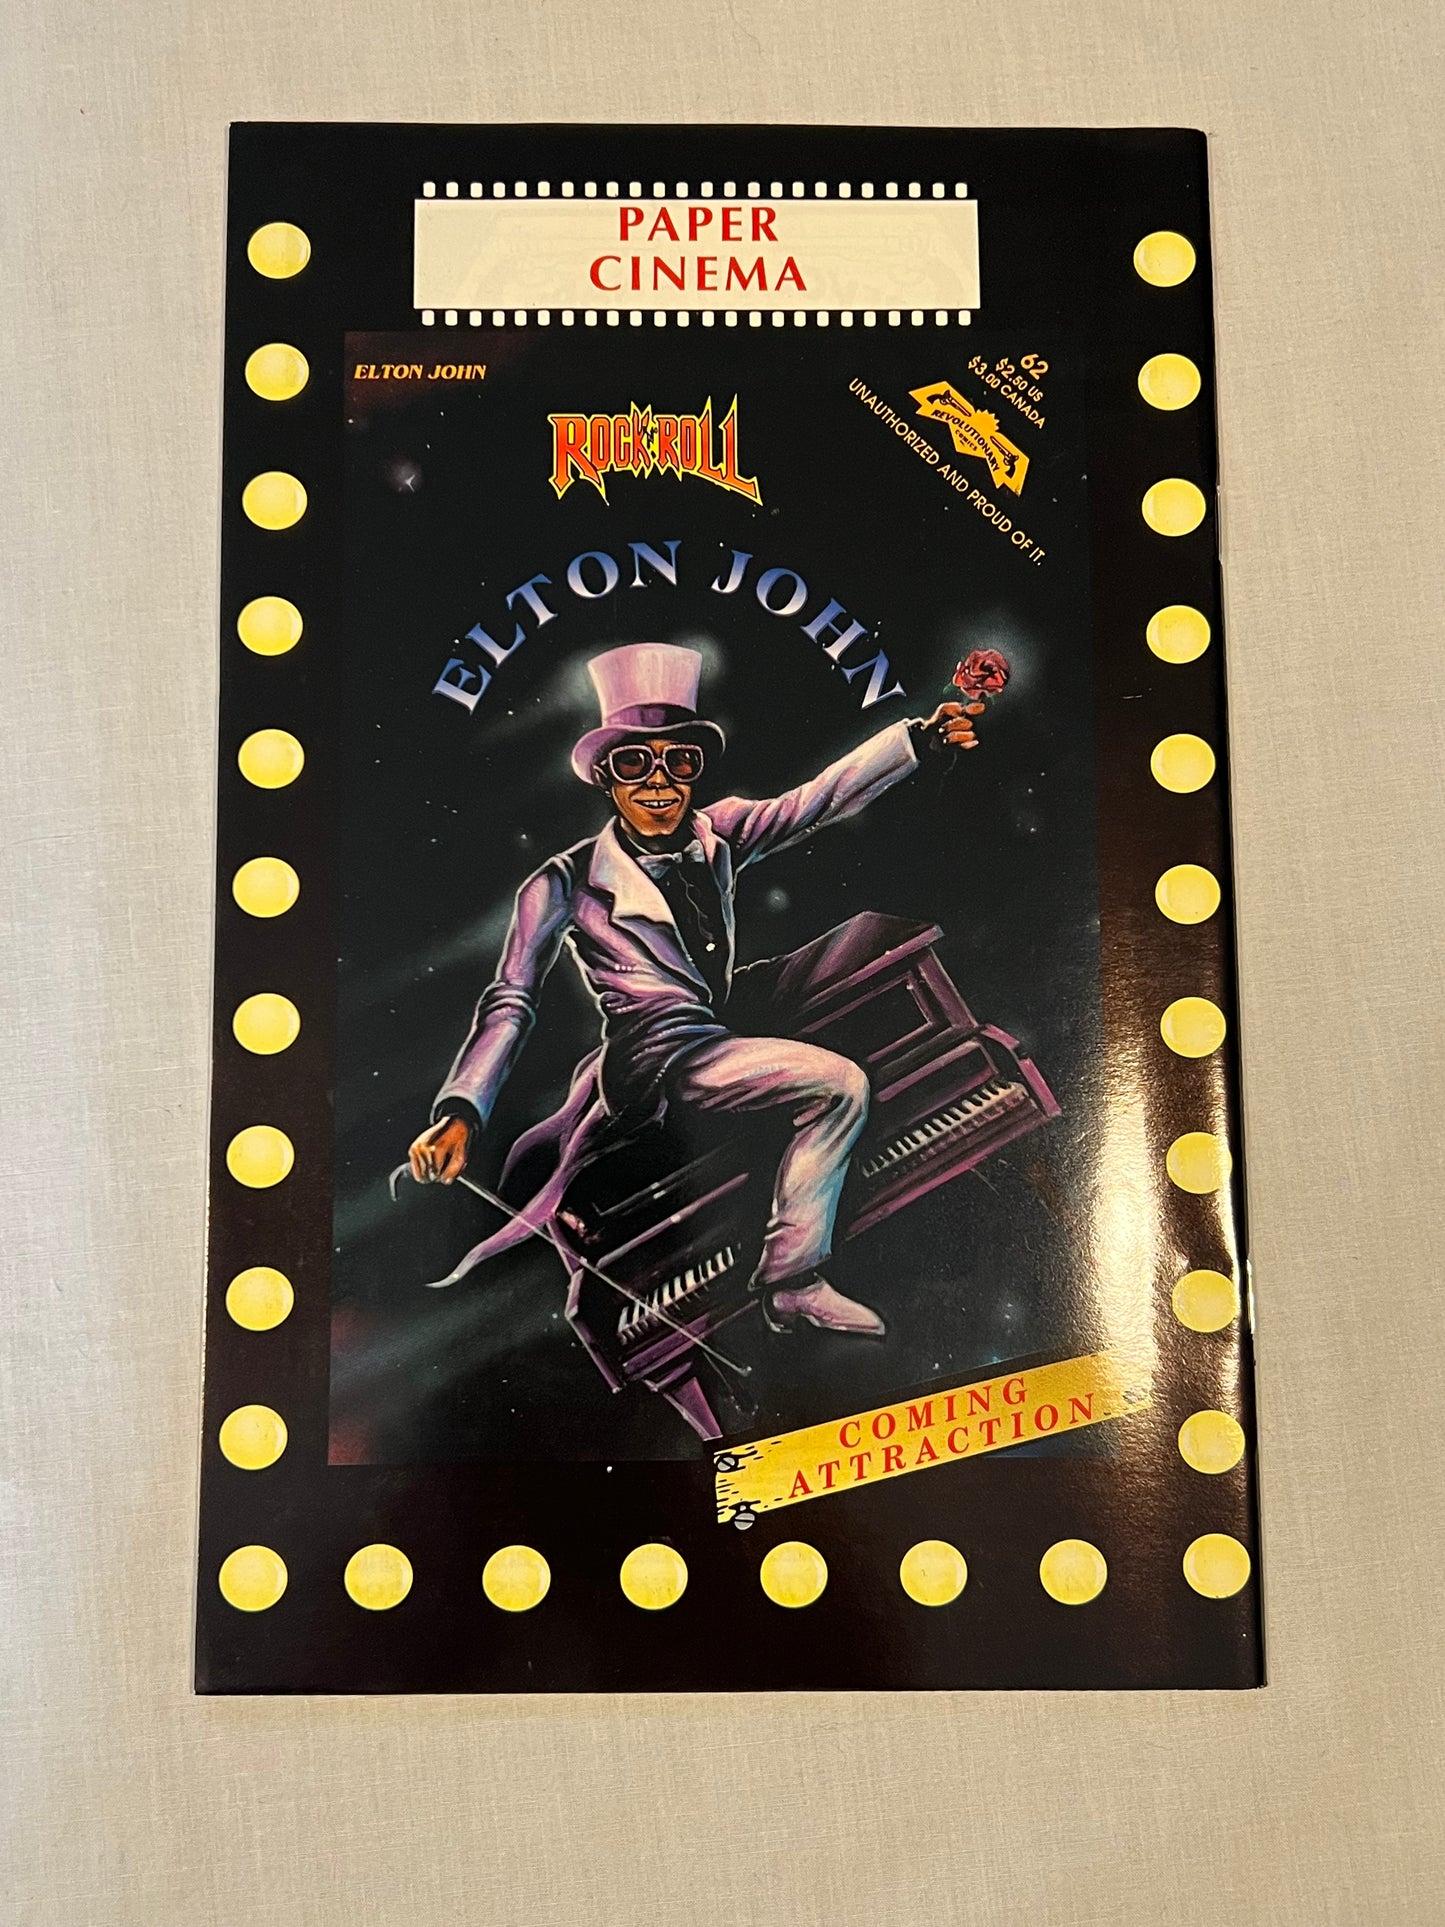 PAPER
CINEMA
ELTON JOHN
62
$2.50 US
$3.00 CANADA
REVOLUTIONARY
COMICS
UNAUTHORIZED AND PROUD OF IT.
ROCK 'N' ROLL
ELTON JOHN
COMING
ATTRACTION